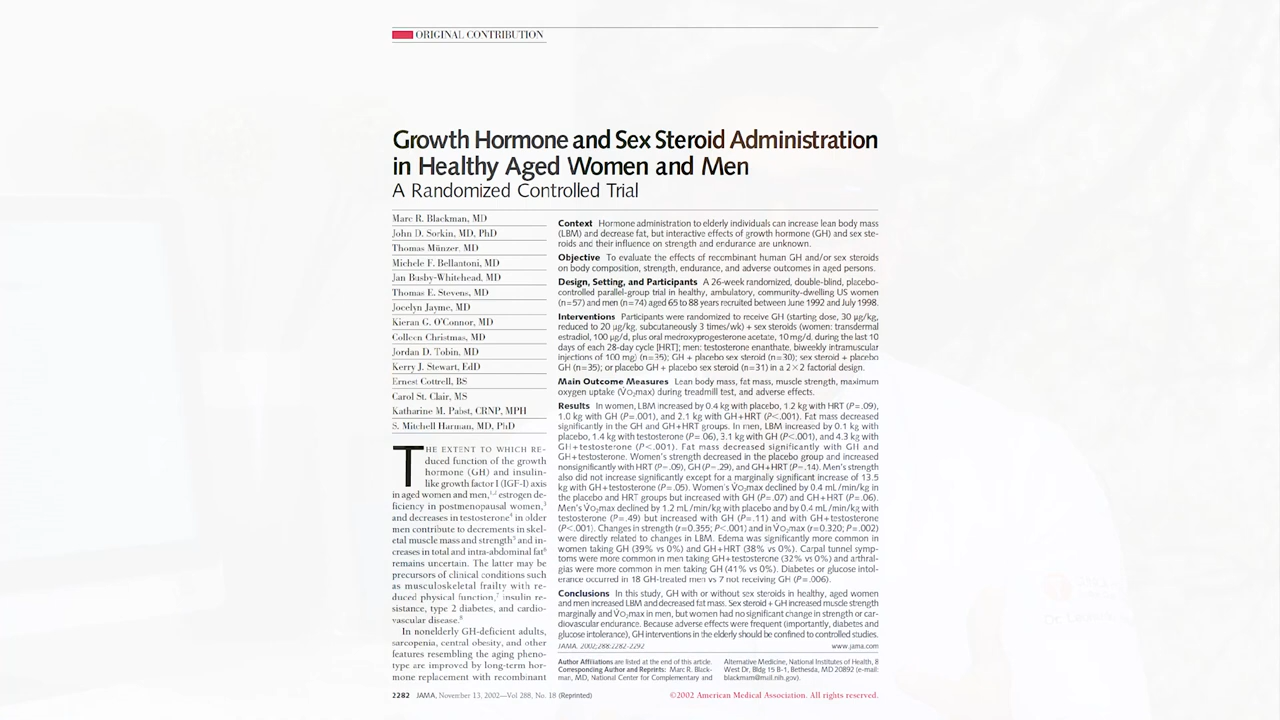 ORIGINAL CONTRIBUTION
Growth Hormone and Sex Steroid Administration
in Healthy Aged Women and Men
A Randomized Controlled Trial
Marc R. Blackman, MD
John D. Sorkin, MD, PhD
Thomas Münzer, MD
Michele F. Bellantoni, MD
Jan Busby-Whitehead, MD
Thomas E. Stevens, MD
Jocelyn Jayme, MD
Kieran G. O'Connor, MD
Colleen Christmas, MD
Jordan D. Tobin, MD
Kerry J. Stewart, EdD
Ernest Cottrell, BS
Carol St. Clair, MS
Katharine M. Pabst, CRNP, MPH
S. Mitchell Harman, MD, PhD
THE EXTENT TO WHICH RE-
duced function of the growth
hormone (GH) and insulin-
like growth factor I (IGF-I) axis
in aged women and men,1,2 estrogen de-
ficiency in postmenopausal women,3
and decreases in testosterone4 in older
men contribute to decrements in skel-
etal muscle mass and strength5 and in-
creases in total and intra-abdominal fat6
remains uncertain. The latter may be
precursors of clinical conditions such
as musculoskeletal frailty with re-
duced physical function,7 insulin re-
sistance, type 2 diabetes, and cardio-
vascular disease.8
In nonelderly GH-deficient adults,
sarcopenia, central obesity, and other
features resembling the aging pheno-
type are improved by long-term hor-
mone replacement with recombinant
Context Hormone administration to elderly individuals can increase lean body mass
(LBM) and decrease fat, but interactive effects of growth hormone (GH) and sex ste-
roids and their influence on strength and endurance are unknown.
Objective To evaluate the effects of recombinant human GH and/or sex steroids
on body composition, strength, endurance, and adverse outcomes in aged persons.
Design, Setting, and Participants A 26-week randomized, double-blind, placebo-
controlled parallel-group trial in healthy, ambulatory, community-dwelling US women
(n=57) and men (n=74) aged 65 to 88 years recruited between June 1992 and July 1998.
Interventions Participants were randomized to receive GH (starting dose, 30 µg/kg,
reduced to 20 µg/kg, subcutaneously 3 times/wk) + sex steroids (women: transdermal
estradiol, 100 µg/d, plus oral medroxyprogesterone acetate, 10 mg/d, during the last 10
days of each 28-day cycle [HRT]; men: testosterone enanthate, biweekly intramuscular
injections of 100 mg) (n=35); GH + placebo sex steroid (n=30); sex steroid + placebo
GH (n=35); or placebo GH + placebo sex steroid (n=31) in a 2×2 factorial design.
Main Outcome Measures Lean body mass, fat mass, muscle strength, maximum
oxygen uptake (V̇O2max) during treadmill test, and adverse effects.
Results In women, LBM increased by 0.4 kg with placebo, 1.2 kg with HRT (P=.09),
1.0 kg with GH (P=.001), and 2.1 kg with GH+HRT (P<.001). Fat mass decreased
significantly in the GH and GH+HRT groups. In men, LBM increased by 0.1 kg with
placebo, 1.4 kg with testosterone (P=.06), 3.1 kg with GH (P<.001), and 4.3 kg with
GH+testosterone (P<.001). Fat mass decreased significantly with GH and
GH+testosterone. Women's strength decreased in the placebo group and increased
nonsignificantly with HRT (P=.09), GH (P=.29), and GH+HRT (P=.14). Men's strength
also did not increase significantly except for a marginally significant increase of 13.5
kg with GH+testosterone (P=.05). Women's V̇O2max declined by 0.4 mL/min/kg in
the placebo and HRT groups but increased with GH (P=.07) and GH+HRT (P=.06).
Men's V̇O2max declined by 1.2 mL/min/kg with placebo and by 0.4 mL/min/kg with
testosterone (P=.49) but increased with GH (P=.11) and with GH+testosterone
(P<.001). Changes in strength (r=0.355; P<.001) and in V̇O2max (r=0.320; P=.002)
were directly related to changes in LBM. Edema was significantly more common in
women taking GH (39% vs 0%) and GH+HRT (38% vs 0%). Carpal tunnel symp-
toms were more common in men taking GH+testosterone (32% vs 0%) and arthral-
gias were more common in men taking GH (41% vs 0%). Diabetes or glucose intol-
erance occurred in 18 GH-treated men vs 7 not receiving GH (P=.006).
Conclusions In this study, GH with or without sex steroids in healthy, aged women
and men increased LBM and decreased fat mass. Sex steroid + GH increased muscle strength
marginally and V̇O2max in men, but women had no significant change in strength or car-
diovascular endurance. Because adverse effects were frequent (importantly, diabetes and
glucose intolerance), GH interventions in the elderly should be confined to controlled studies.
JAMA. 2002;288:2282-2292 www.jama.com
Author Affiliations are listed at the end of this article.
Corresponding Author and Reprints: Marc R. Black-
man, MD, National Center for Complementary and
Alternative Medicine, National Institutes of Health, 8
West Dr, Bldg 15 B-1, Bethesda, MD 20892 (e-mail:
blackmam@mail.nih.gov).
2282 JAMA, November 13, 2002—Vol 288, No. 18 (Reprinted) ©2002 American Medical Association. All rights reserved.